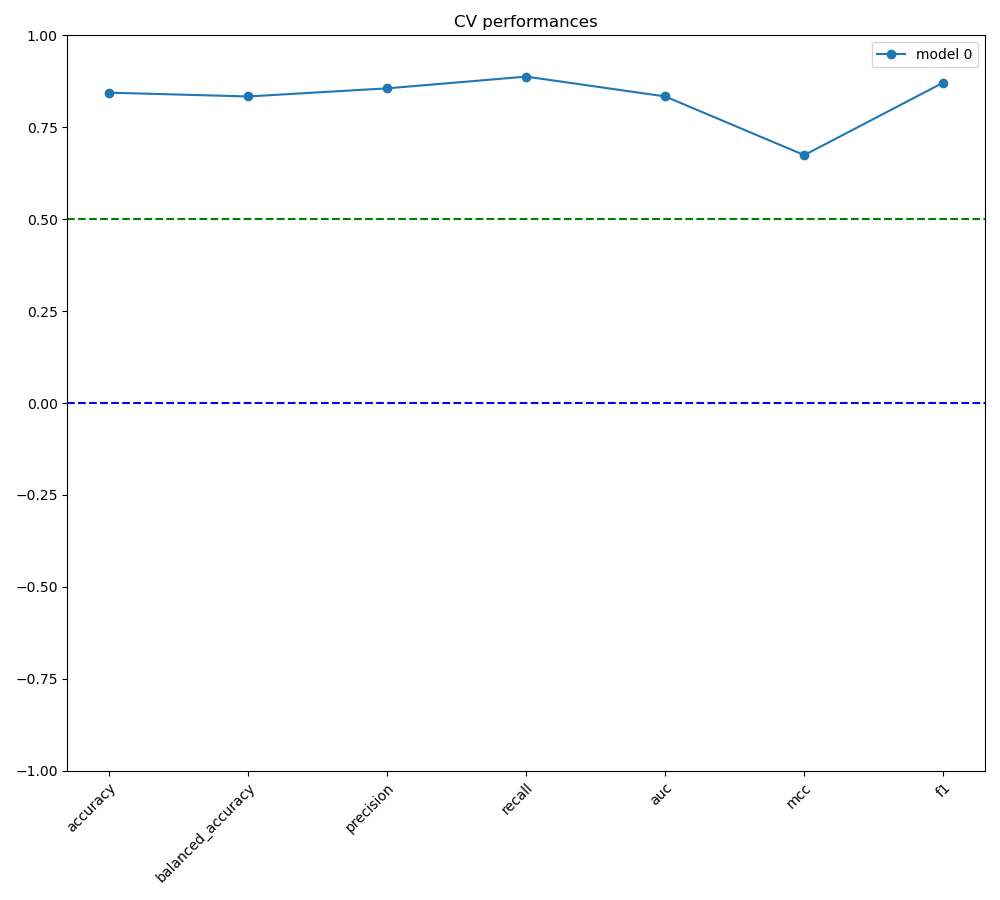 CV performances
model 0
1.00
0.75
0.50
0.25
0.00
−0.25
−0.50
−0.75
−1.00
accuracy
balanced_accuracy
precision
recall
auc
mcc
f1